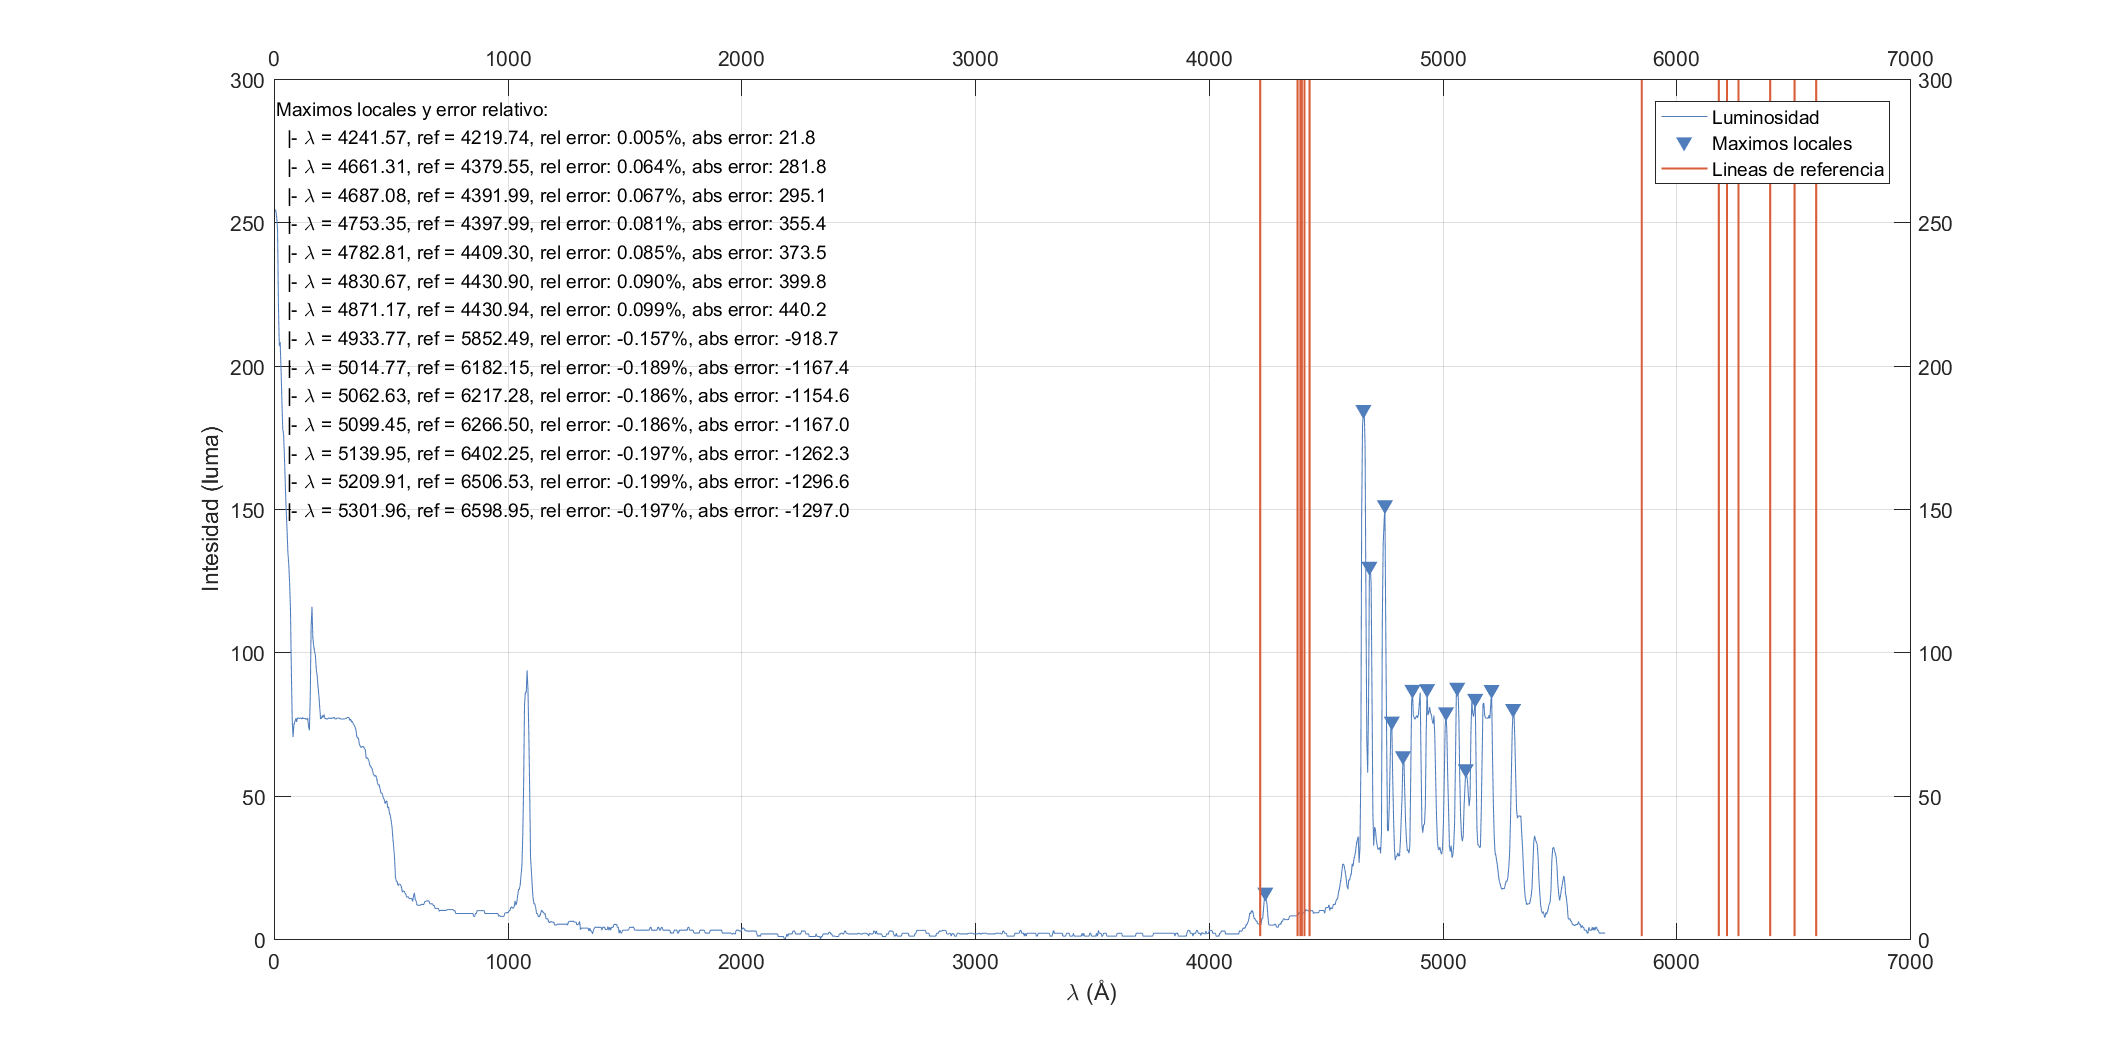 0 1000 2000 3000 4000 5000 6000 7000
300 300
Maximos locales y error relativo:
|- λ = 4241.57, ref = 4219.74, rel error: 0.005%, abs error: 21.8
|- λ = 4661.31, ref = 4379.55, rel error: 0.064%, abs error: 281.8
|- λ = 4687.08, ref = 4391.99, rel error: 0.067%, abs error: 295.1
|- λ = 4753.35, ref = 4397.99, rel error: 0.081%, abs error: 355.4
|- λ = 4782.81, ref = 4409.30, rel error: 0.085%, abs error: 373.5
|- λ = 4830.67, ref = 4430.90, rel error: 0.090%, abs error: 399.8
|- λ = 4871.17, ref = 4430.94, rel error: 0.099%, abs error: 440.2
|- λ = 4933.77, ref = 5852.49, rel error: -0.157%, abs error: -918.7
|- λ = 5014.77, ref = 6182.15, rel error: -0.189%, abs error: -1167.4
|- λ = 5062.63, ref = 6217.28, rel error: -0.186%, abs error: -1154.6
|- λ = 5099.45, ref = 6266.50, rel error: -0.186%, abs error: -1167.0
|- λ = 5139.95, ref = 6402.25, rel error: -0.197%, abs error: -1262.3
|- λ = 5209.91, ref = 6506.53, rel error: -0.199%, abs error: -1296.6
|- λ = 5301.96, ref = 6598.95, rel error: -0.197%, abs error: -1297.0
Luminosidad
Maximos locales
Lineas de referencia
250 250
200 200
150 150
100 100
50 50
0 0
Intesidad (luma)
0 1000 2000 3000 4000 5000 6000 7000
λ (Å)